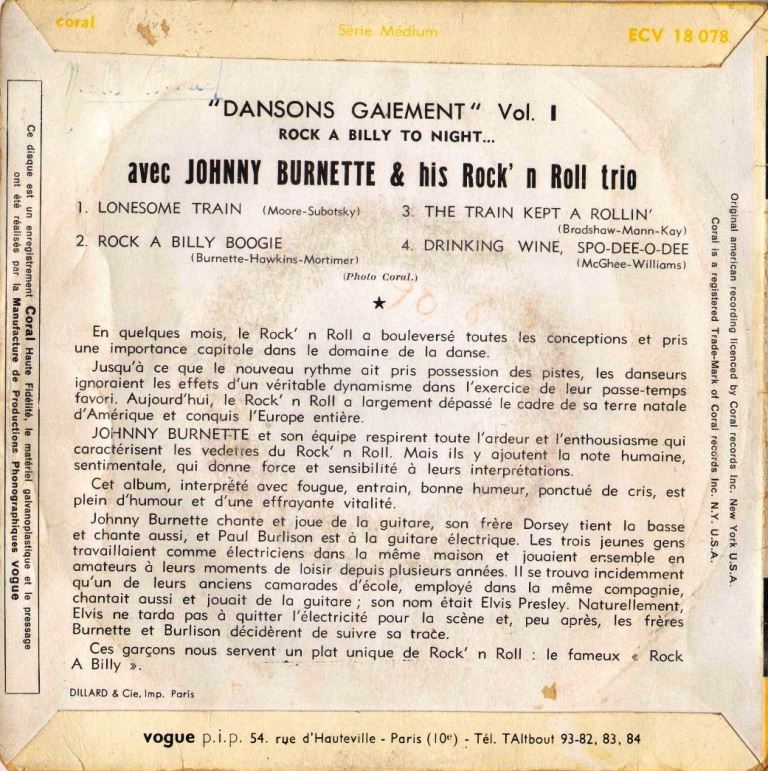 coral
Série Médium
ECV 18 078
"DANSONS GAIEMENT" Vol. I
ROCK A BILLY TO NIGHT...
avec JOHNNY BURNETTE & his Rock' n Roll trio
1. LONESOME TRAIN (Moore-Subotsky)
2. ROCK A BILLY BOOGIE
(Burnette-Hawkins-Mortimer)
3. THE TRAIN KEPT A ROLLIN'
(Bradshaw-Mann-Kay)
4. DRINKING WINE, SPO-DEE-O-DEE
(McGhee-Williams)
(Photo Coral.)
★
En quelques mois, le Rock' n Roll a bouleversé toutes les conceptions et pris
une importance capitale dans le domaine de la danse.
Jusqu'à ce que le nouveau rythme ait pris possession des pistes, les danseurs
ignoraient les effets d'un véritable dynamisme dans l'exercice de leur passe-temps
favori. Aujourd'hui, le Rock' n Roll a largement dépassé le cadre de sa terre natale
d'Amérique et conquis l'Europe entière.
JOHNNY BURNETTE et son équipe respirent toute l'ardeur et l'enthousiasme qui
caractérisent les vedettes du Rock' n Roll. Mais ils y ajoutent la note humaine,
sentimentale, qui donne force et sensibilité à leurs interprétations.
Cet album, interprété avec fougue, entrain, bonne humeur, ponctué de cris, est
plein d'humour et d'une effrayante vitalité.
Johnny Burnette chante et joue de la guitare, son frère Dorsey tient la basse
et chante aussi, et Paul Burlison est à la guitare électrique. Les trois jeunes gens
travaillaient comme électriciens dans la même maison et jouaient ensemble en
amateurs à leurs moments de loisir depuis plusieurs années. Il se trouva incidemment
qu'un de leurs anciens camarades d'école, employé dans la même compagnie,
chantait aussi et jouait de la guitare ; son nom était Elvis Presley. Naturellement,
Elvis ne tarda pas à quitter l'électricité pour la scène et, peu après, les frères
Burnette et Burlison décidèrent de suivre sa trace.
Ces garçons nous servent un plat unique de Rock' n Roll : le fameux « Rock
A Billy ».
DILLARD & Cie, Imp. Paris
vogue p.i.p. 54. rue d'Hauteville - Paris (10e) - Tél. TAItbout 93-82, 83, 84
Ce disque est un enregistrement Coral Haute Fidélité, le matériel galvanoplastique et le pressage
ont été réalisés par la Manufacture de Productions Phonographiques vogue
Original american recording licenced by Coral records Inc. New York U.S.A.
Coral is a registered Trade-Mark of Coral records Inc. N.Y. U.S.A.